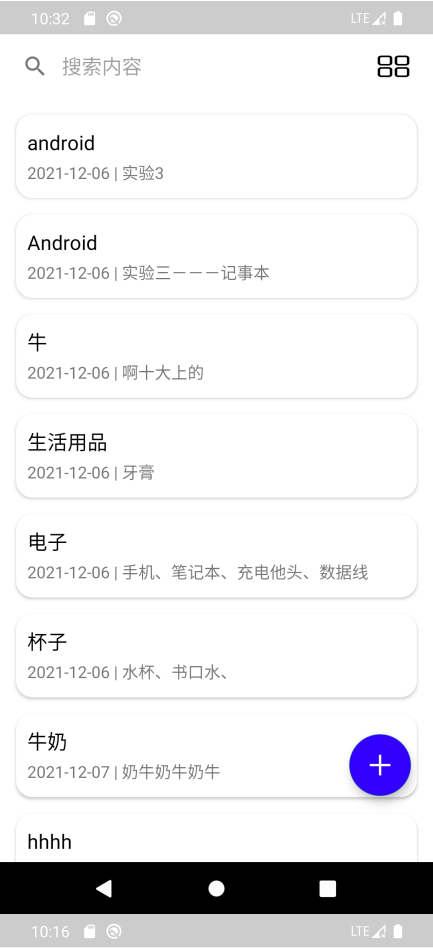 10:32 LTE
搜索内容
android
2021-12-06 | 实验3
Android
2021-12-06 | 实验三－－－记事本
牛
2021-12-06 | 啊十大上的
生活用品
2021-12-06 | 牙膏
电子
2021-12-06 | 手机、笔记本、充电他头、数据线
杯子
2021-12-06 | 水杯、书口水、
牛奶
2021-12-07 | 奶牛奶牛奶牛
hhhh
10:16 LTE